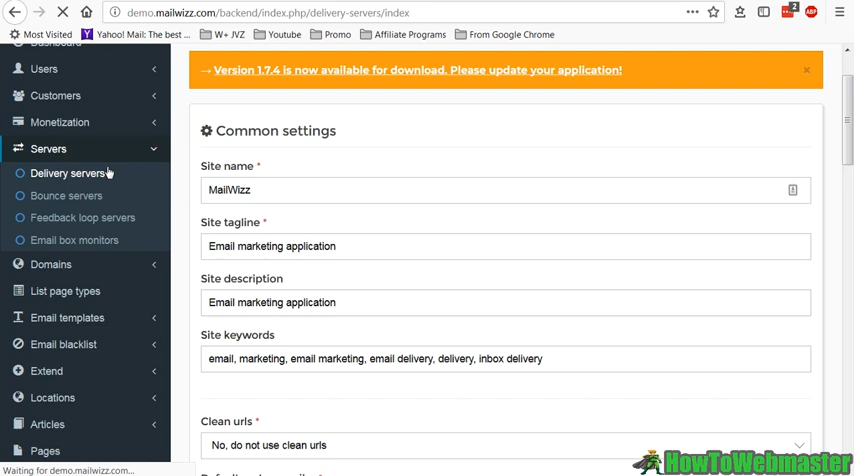 demo.mailwizz.com/backend/index.php/delivery-servers/index
2
ABP
Most Visited
Yahoo! Mail: The best ...
W+ JVZ
Youtube
Promo
Affiliate Programs
From Google Chrome
Dashboard
Users
Customers
Monetization
Servers
Delivery servers
Bounce servers
Feedback loop servers
Email box monitors
Domains
List page types
Email templates
Email blacklist
Extend
Locations
Articles
Pages
Waiting for demo.mailwizz.com...
→ Version 1.7.4 is now available for download. Please update your application!
×
Common settings
Site name *
MailWizz
Site tagline *
Email marketing application
Site description
Email marketing application
Site keywords
email, marketing, email marketing, email delivery, delivery, inbox delivery
Clean urls *
No, do not use clean urls
HowToWebmaster